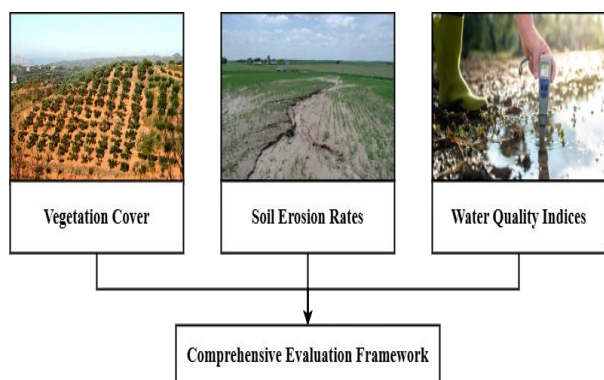 Vegetation Cover
Soil Erosion Rates
Water Quality Indices
Comprehensive Evaluation Framework